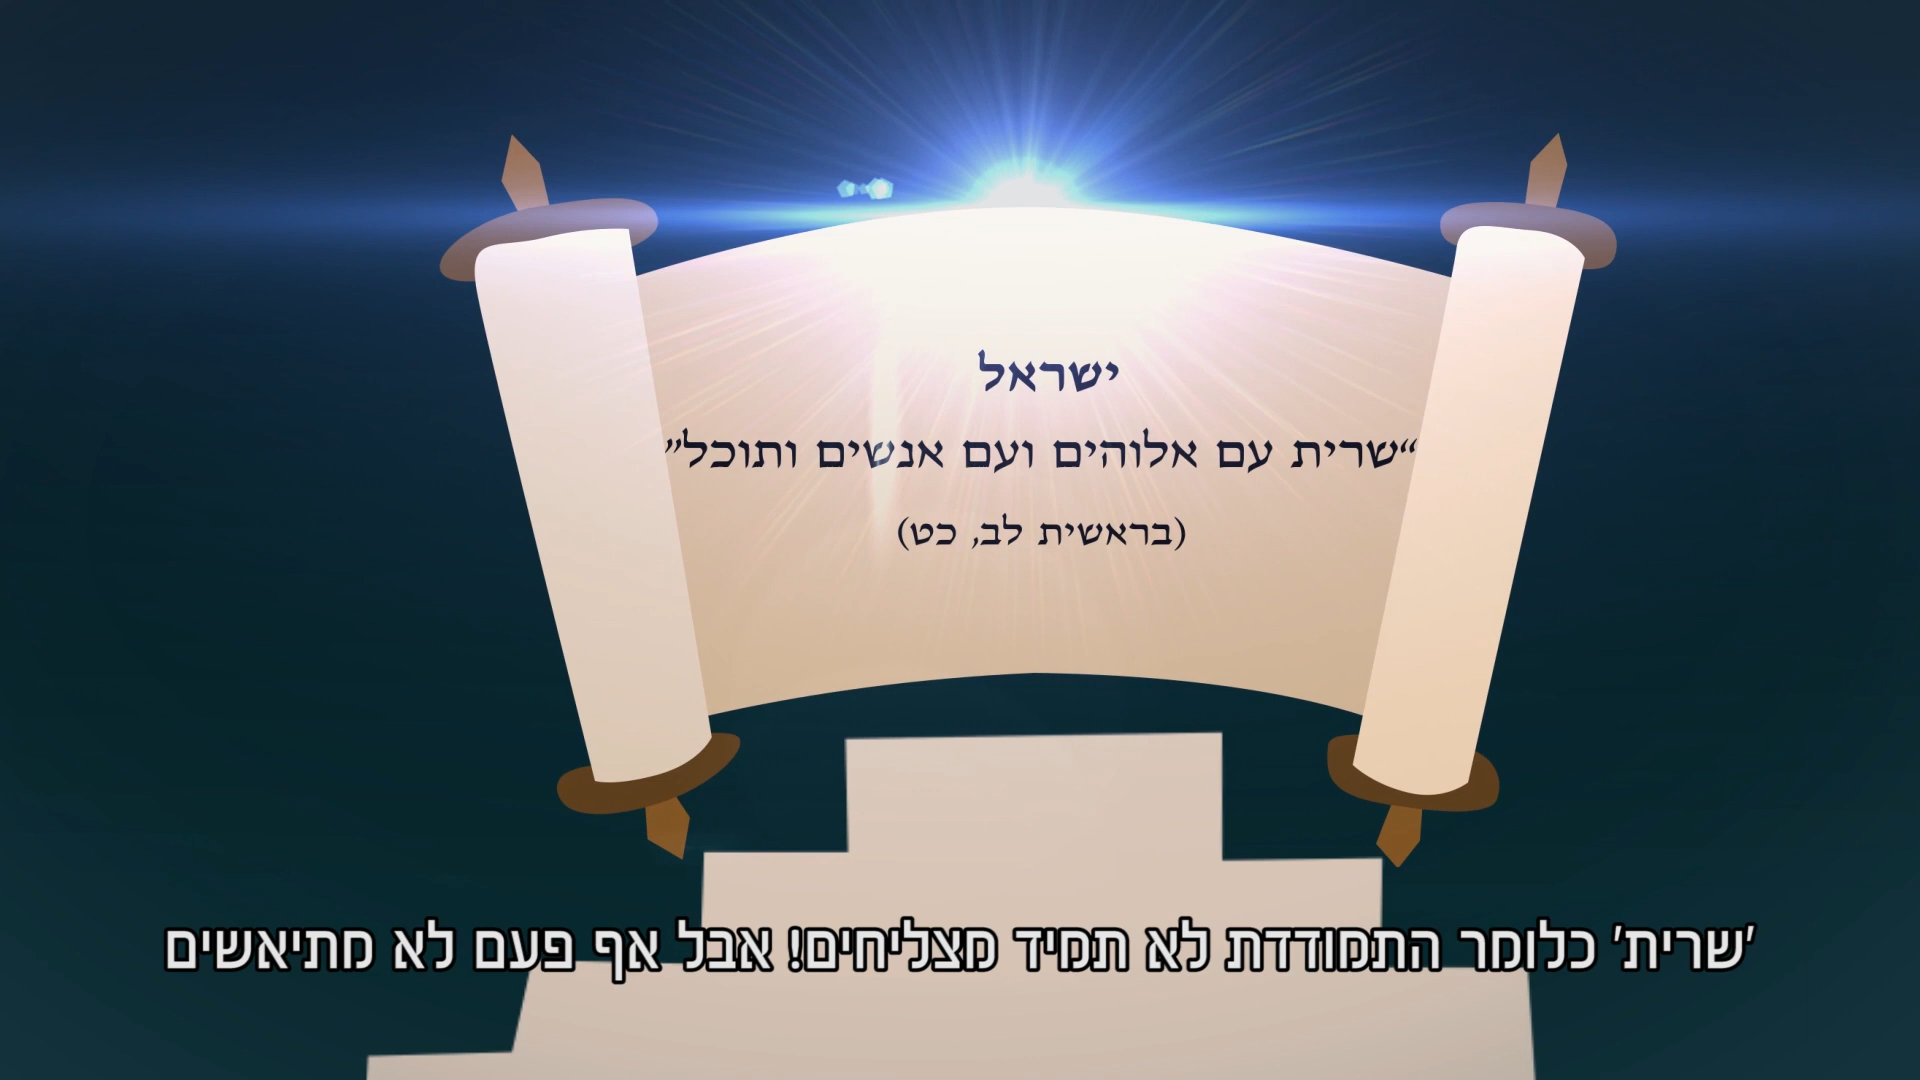 ישראל
“שרית עם אלוהים ועם אנשים ותוכל”
(בראשית לב, כט)
'שרית' כלומר התמודדת לא תמיד מצליחים! אבל אף פעם לא מתיאשים